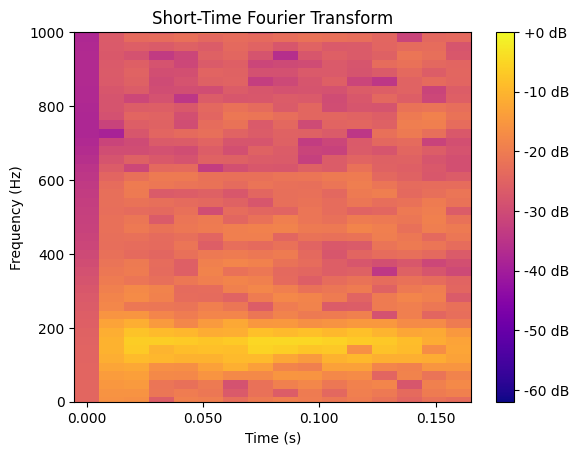 Short-Time Fourier Transform
1000
800
600
400
200
0
Frequency (Hz)
0.000
0.050
0.100
0.150
Time (s)
+0 dB
-10 dB
-20 dB
-30 dB
-40 dB
-50 dB
-60 dB